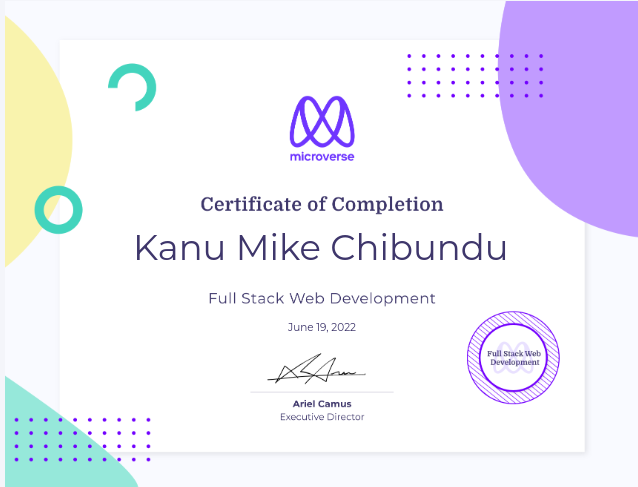 microverse
Certificate of Completion
Kanu Mike Chibundu
Full Stack Web Development
June 19, 2022
Full Stack Web
Development
Ariel Camus
Executive Director